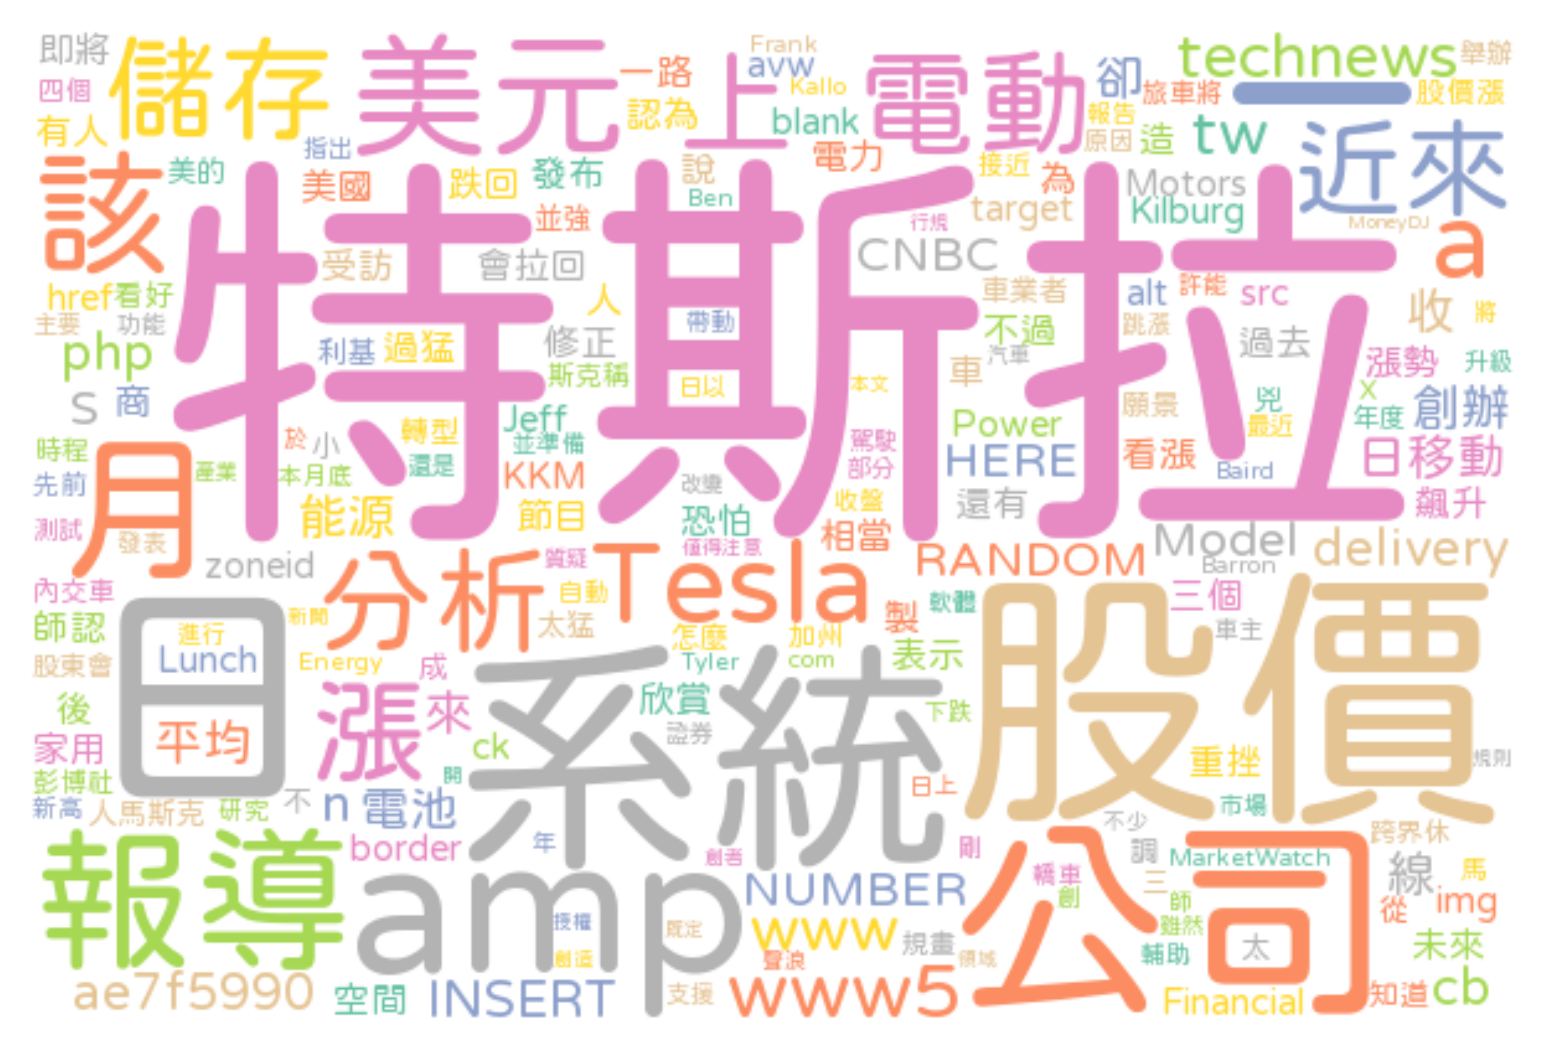 即將
儲存
美元
一路
上
Frank
avw
Kallo
電動
卻
technews
舉辦
四個
認為
blank
旅車將
一
股價漲
有人
指出
報告
原因
造
tw
近來
該
美的
美國
跌回
發布
說
電力
接近
為
Motors
Ben
target
Kilburg
並強
行規
MoneyDJ
特斯拉
受訪
會拉回
CNBC
a
href
看好
人
車業者
alt
許能
src
收
將
主要
功能
帶動
跳漲
php
利基
過猛
修正
不過
汽車
過去
漲勢
升級
斯克稱
日以
本文
車
x
s
商
Jeff
Power
願景
兇
最近
年度
創辦
時程
於
小
轉型
並準備
駕駛
部分
HERE
看漲
日移動
先前
產業
本月底
還是
KKM
改變
Baird
月
能源
節目
恐怕
收盤
還有
飆升
測試
發表
相當
zoneid
質疑
值得注意
RANDOM
Model
Barron
delivery
內交車
分析
Tesla
自動
製
軟體
三個
股價
師認
日
進行
新聞
太猛
怎麼
加州
車主
Lunch
Energy
Tyler
com
表示
股東會
成
後
漲
來
系統
欣賞
下跌
平均
家用
ck
證券
重挫
規則
彭博社
開
日上
新高
人馬斯克
研究
不
n
電池
市場
不少
跨界休
報導
border
年
創者
剛
調
MarketWatch
amp
NUMBER
公司
轎車
創
三
線
馬
師
從
img
授權
既定
www
規畫
雖然
太
未來
創造
聲浪
領域
輔助
ae7f5990
空間
INSERT
支援
www5
Financial
知道
cb